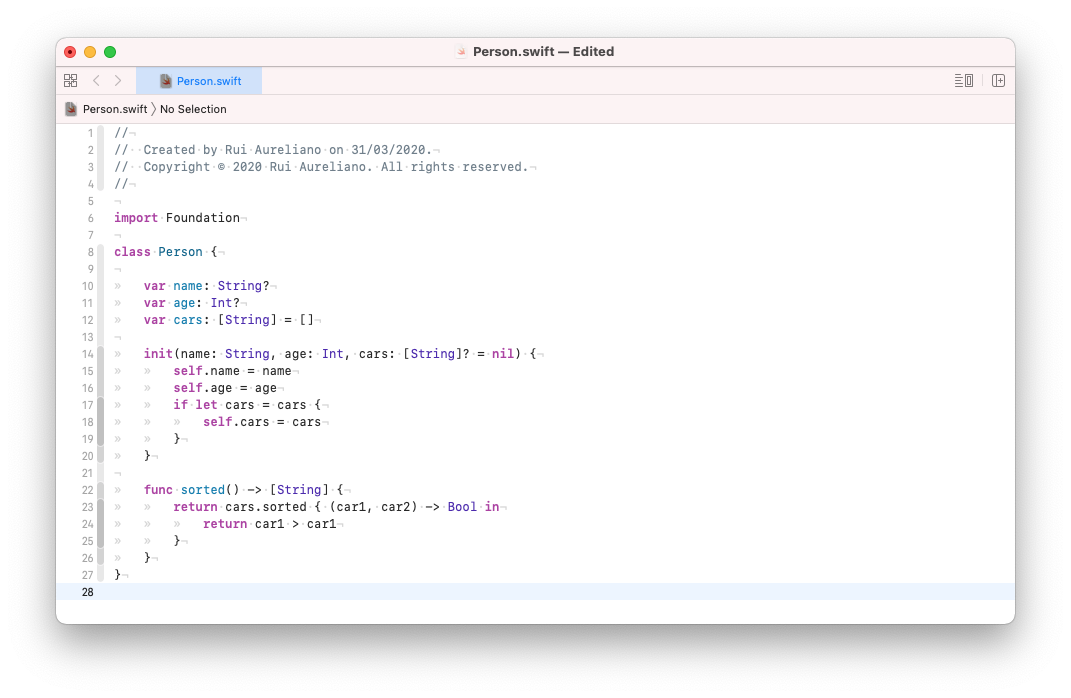 Person.swift — Edited
Person.swift
Person.swift 〉 No Selection
1 //
2 //  Created by Rui Aureliano on 31/03/2020.
3 //  Copyright © 2020 Rui Aureliano. All rights reserved.
4 //
5
6 import Foundation
7
8 class Person {
9
10     var name: String?
11     var age: Int?
12     var cars: [String] = []
13
14     init(name: String, age: Int, cars: [String]? = nil) {
15         self.name = name
16         self.age = age
17         if let cars = cars {
18             self.cars = cars
19         }
20     }
21
22     func sorted() -> [String] {
23         return cars.sorted { (car1, car2) -> Bool in
24             return car1 > car1
25         }
26     }
27 }
28